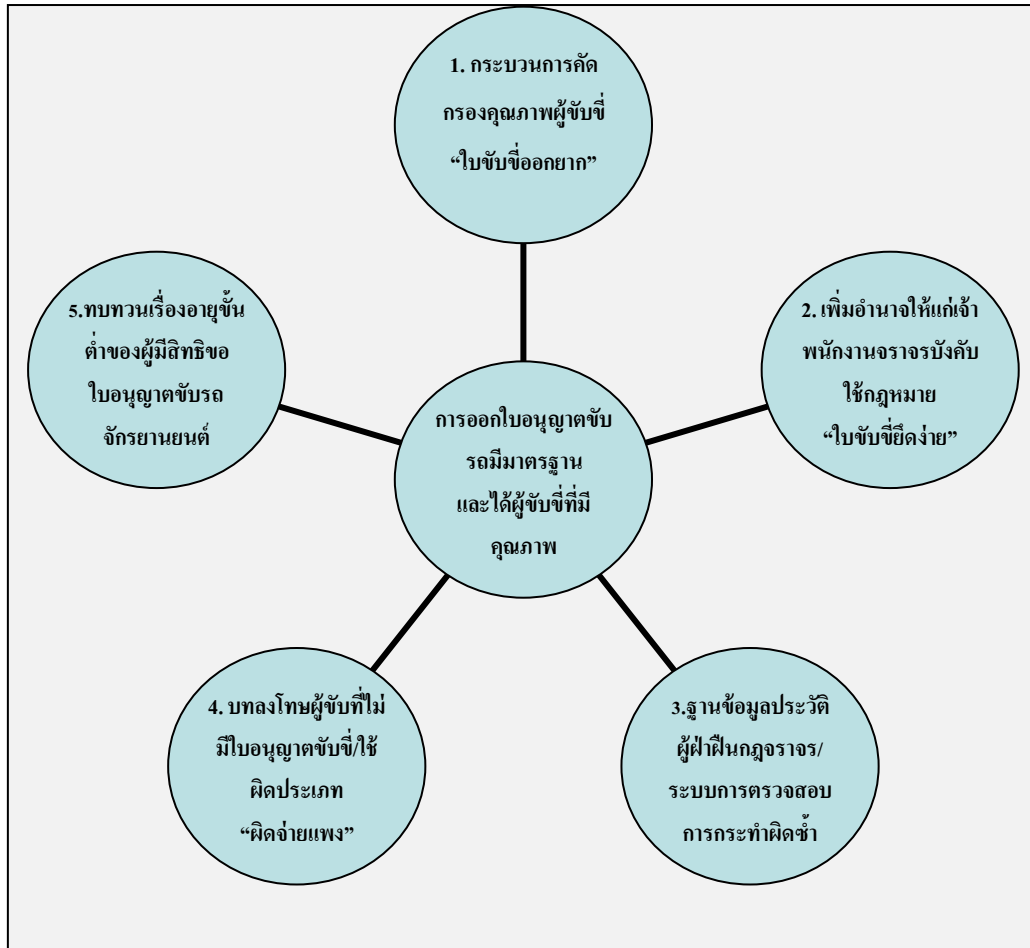 1. กระบวนการคัด
กรองคุณภาพผู้ขับขี่
“ใบขับขี่ออกยาก”
2. เพิ่มอำนาจให้แก่เจ้า
พนักงานจราจรบังคับ
ใช้กฎหมาย
“ใบขับขี่ยึดง่าย”
3.ฐานข้อมูลประวัติ
ผู้ฝ่าฝืนกฎจราจร/
ระบบการตรวจสอบ
การกระทำผิดซ้ำ
4. บทลงโทษผู้ขับที่ไม่
มีใบอนุญาตขับขี่/ใช้
ผิดประเภท
“ผิดจ่ายแพง”
5.ทบทวนเรื่องอายุขั้น
ต่ำของผู้มีสิทธิขอ
ใบอนุญาตขับรถ
จักรยานยนต์
การออกใบอนุญาตขับ
รถมีมาตรฐาน
และได้ผู้ขับขี่ที่มี
คุณภาพ